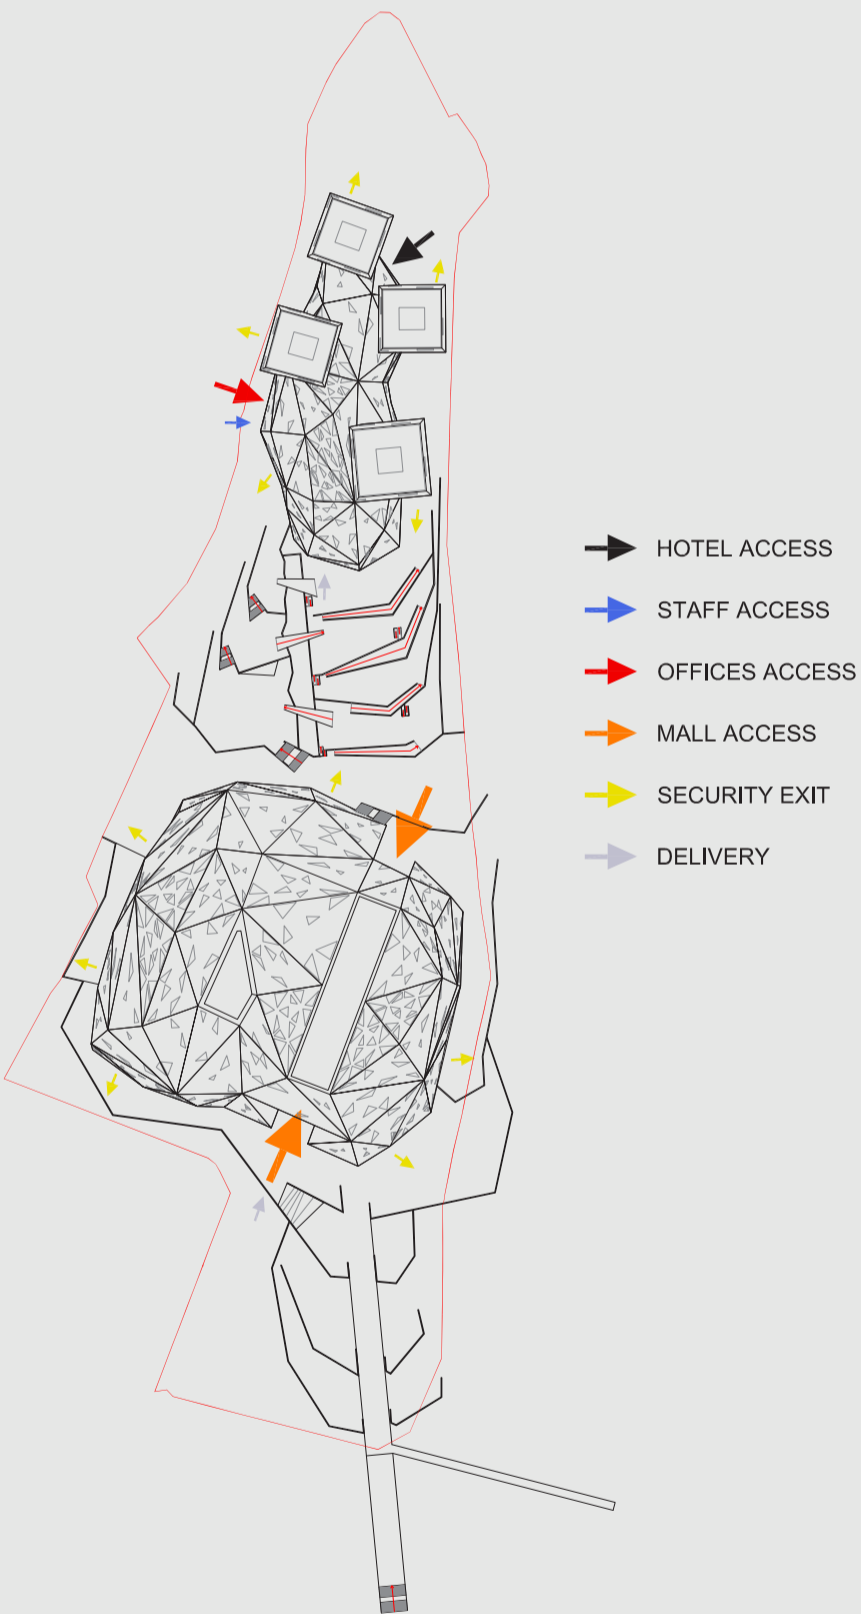 HOTEL ACCESS
STAFF ACCESS
OFFICES ACCESS
MALL ACCESS
SECURITY EXIT
DELIVERY